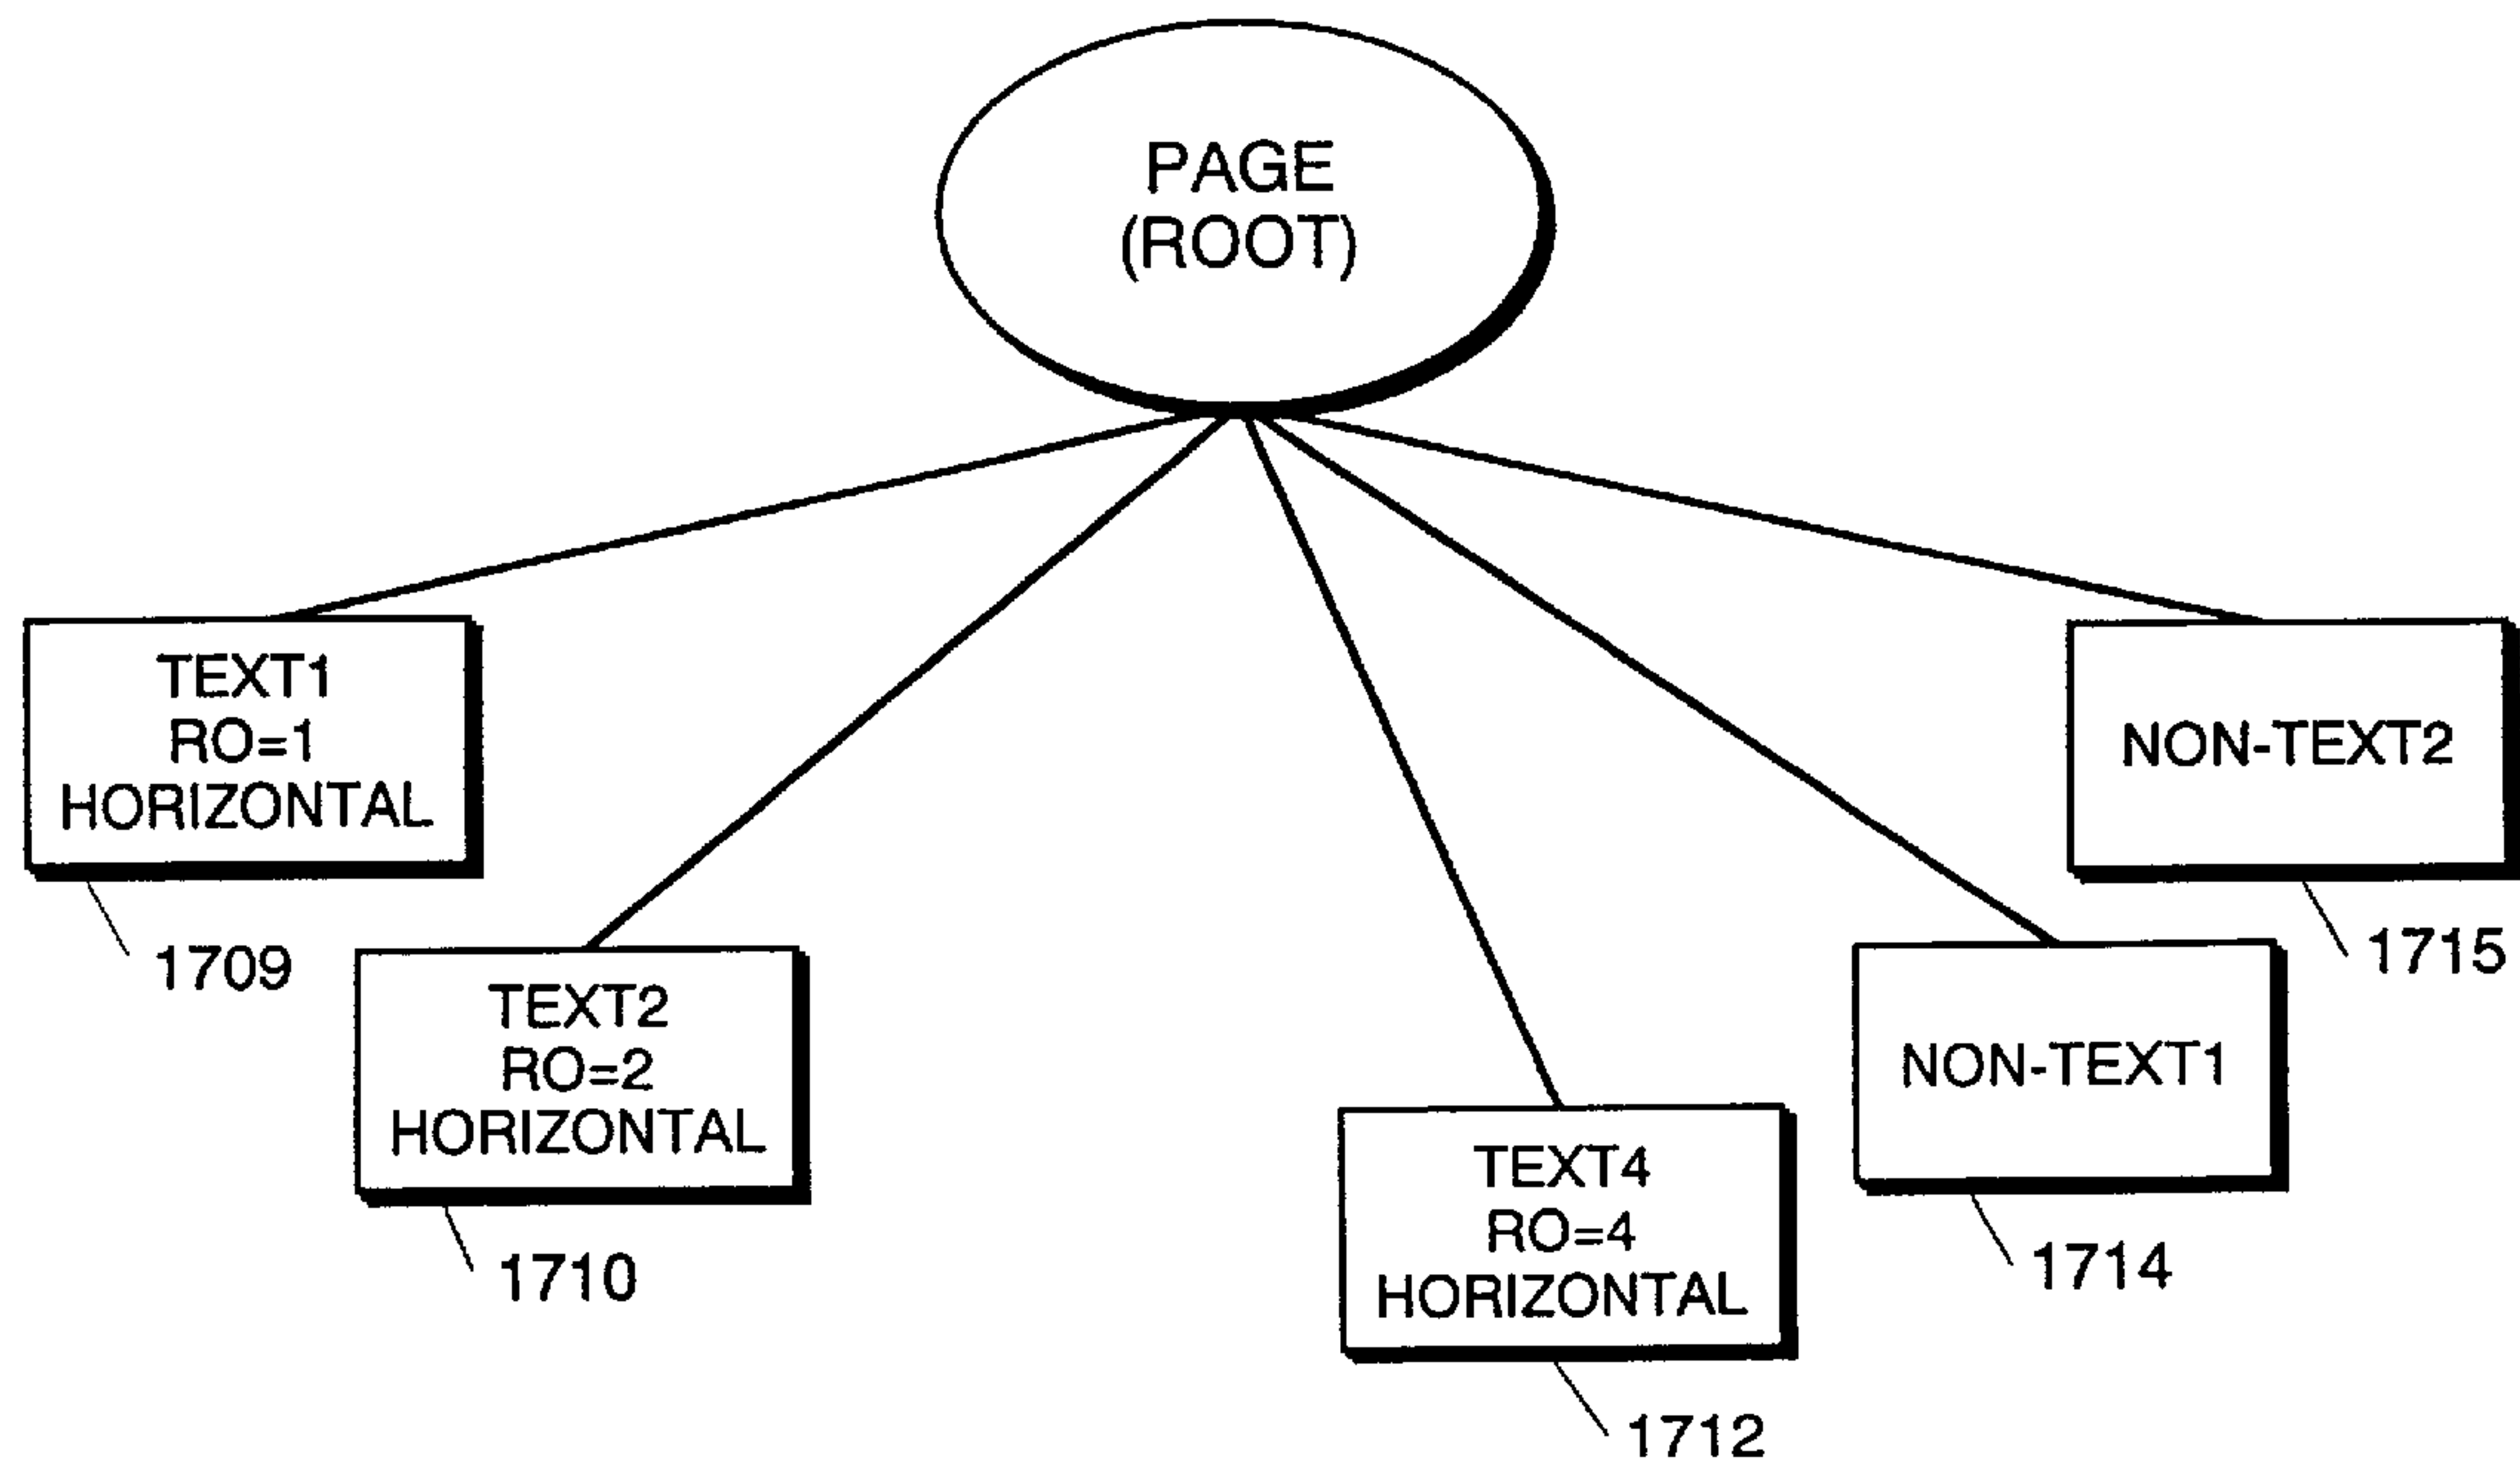 PAGE
(ROOT)
TEXT1
RO=1
HORIZONTAL
1709
TEXT2
RO=2
HORIZONTAL
1710
TEXT4
RO=4
HORIZONTAL
1712
NON-TEXT1
1714
NON-TEXT2
1715